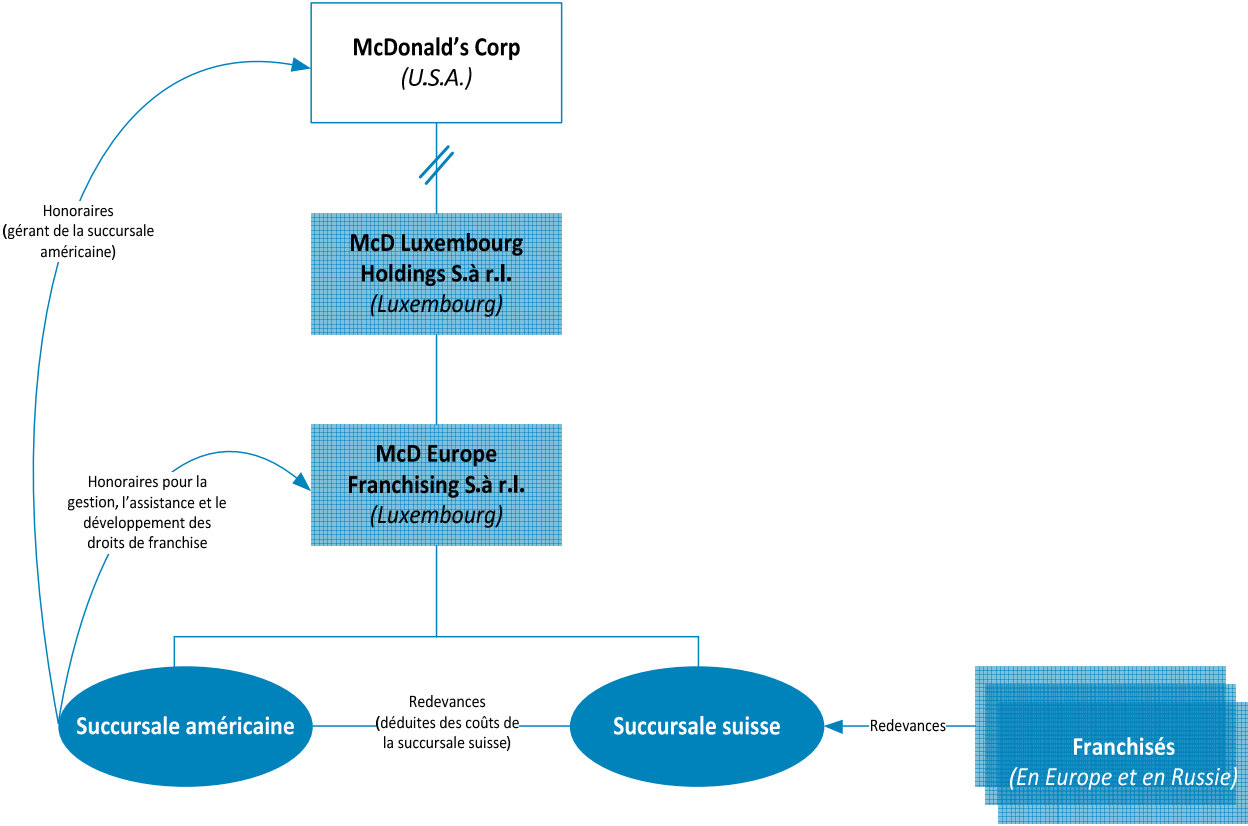 McDonald's Corp
(U.S.A.)
Honoraires
(gérant de la succursale
américaine)
McD Luxembourg
Holdings S.à r.l.
(Luxembourg)
McD Europe
Franchising S.à r.l.
(Luxembourg)
Honoraires pour la
gestion, l'assistance et le
développement des
droits de franchise
Succursale américaine
Redevances
(déduites des coûts de
la succursale suisse)
Succursale suisse
Redevances
Franchisés
(En Europe et en Russie)